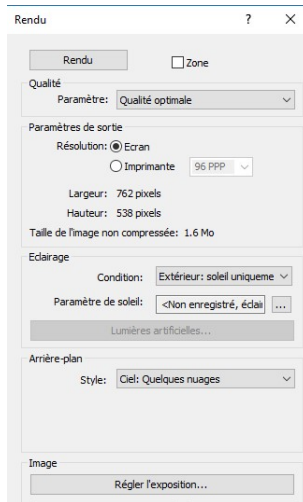 Rendu ? X
Rendu Zone
Qualité
Paramètre: Qualité optimale
Paramètres de sortie
Résolution: Ecran
Imprimante 96 PPP
Largeur: 762 pixels
Hauteur: 538 pixels
Taille de l'image non compressée: 1.6 Mo
Eclairage
Condition: Extérieur: soleil uniqueme
Paramètre de soleil: <Non enregistré, éclair ...
Lumières artificielles...
Arrière-plan
Style: Ciel: Quelques nuages
Image
Régler l'exposition...